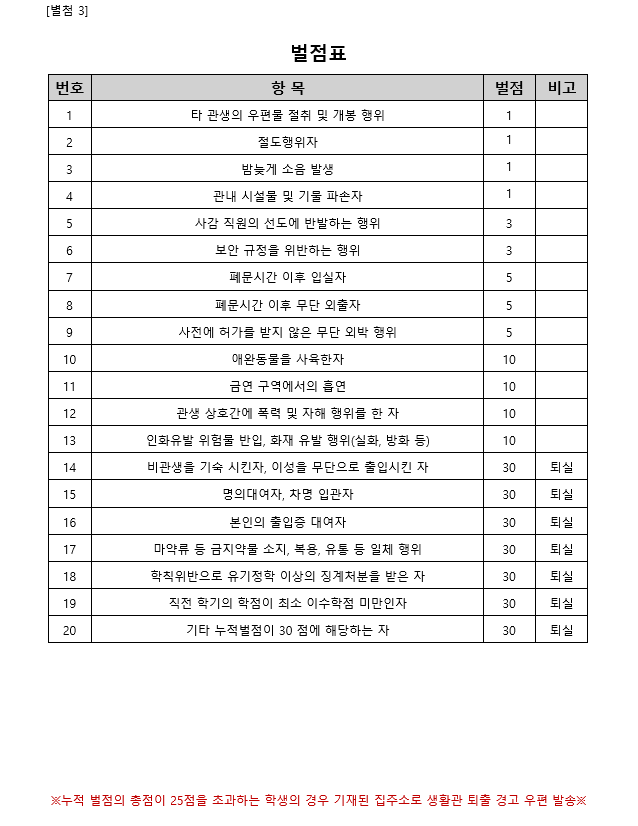 [별첨 3]
벌점표
번호 항 목 벌점 비고
1 타 관생의 우편물 절취 및 개봉 행위 1
2 절도행위자 1
3 밤늦게 소음 발생 1
4 관내 시설물 및 기물 파손자 1
5 사감 직원의 선도에 반발하는 행위 3
6 보안 규정을 위반하는 행위 3
7 폐문시간 이후 입실자 5
8 폐문시간 이후 무단 외출자 5
9 사전에 허가를 받지 않은 무단 외박 행위 5
10 애완동물을 사육한자 10
11 금연 구역에서의 흡연 10
12 관생 상호간에 폭력 및 자해 행위를 한 자 10
13 인화유발 위험물 반입, 화재 유발 행위(실화, 방화 등) 10
14 비관생을 기숙 시킨자, 이성을 무단으로 출입시킨 자 30 퇴실
15 명의대여자, 차명 입관자 30 퇴실
16 본인의 출입증 대여자 30 퇴실
17 마약류 등 금지약물 소지, 복용, 유통 등 일체 행위 30 퇴실
18 학칙위반으로 유기정학 이상의 징계처분을 받은 자 30 퇴실
19 직전 학기의 학점이 최소 이수학점 미만인자 30 퇴실
20 기타 누적벌점이 30 점에 해당하는 자 30 퇴실
※누적 벌점의 총점이 25점을 초과하는 학생의 경우 기재된 집주소로 생활관 퇴출 경고 우편 발송※